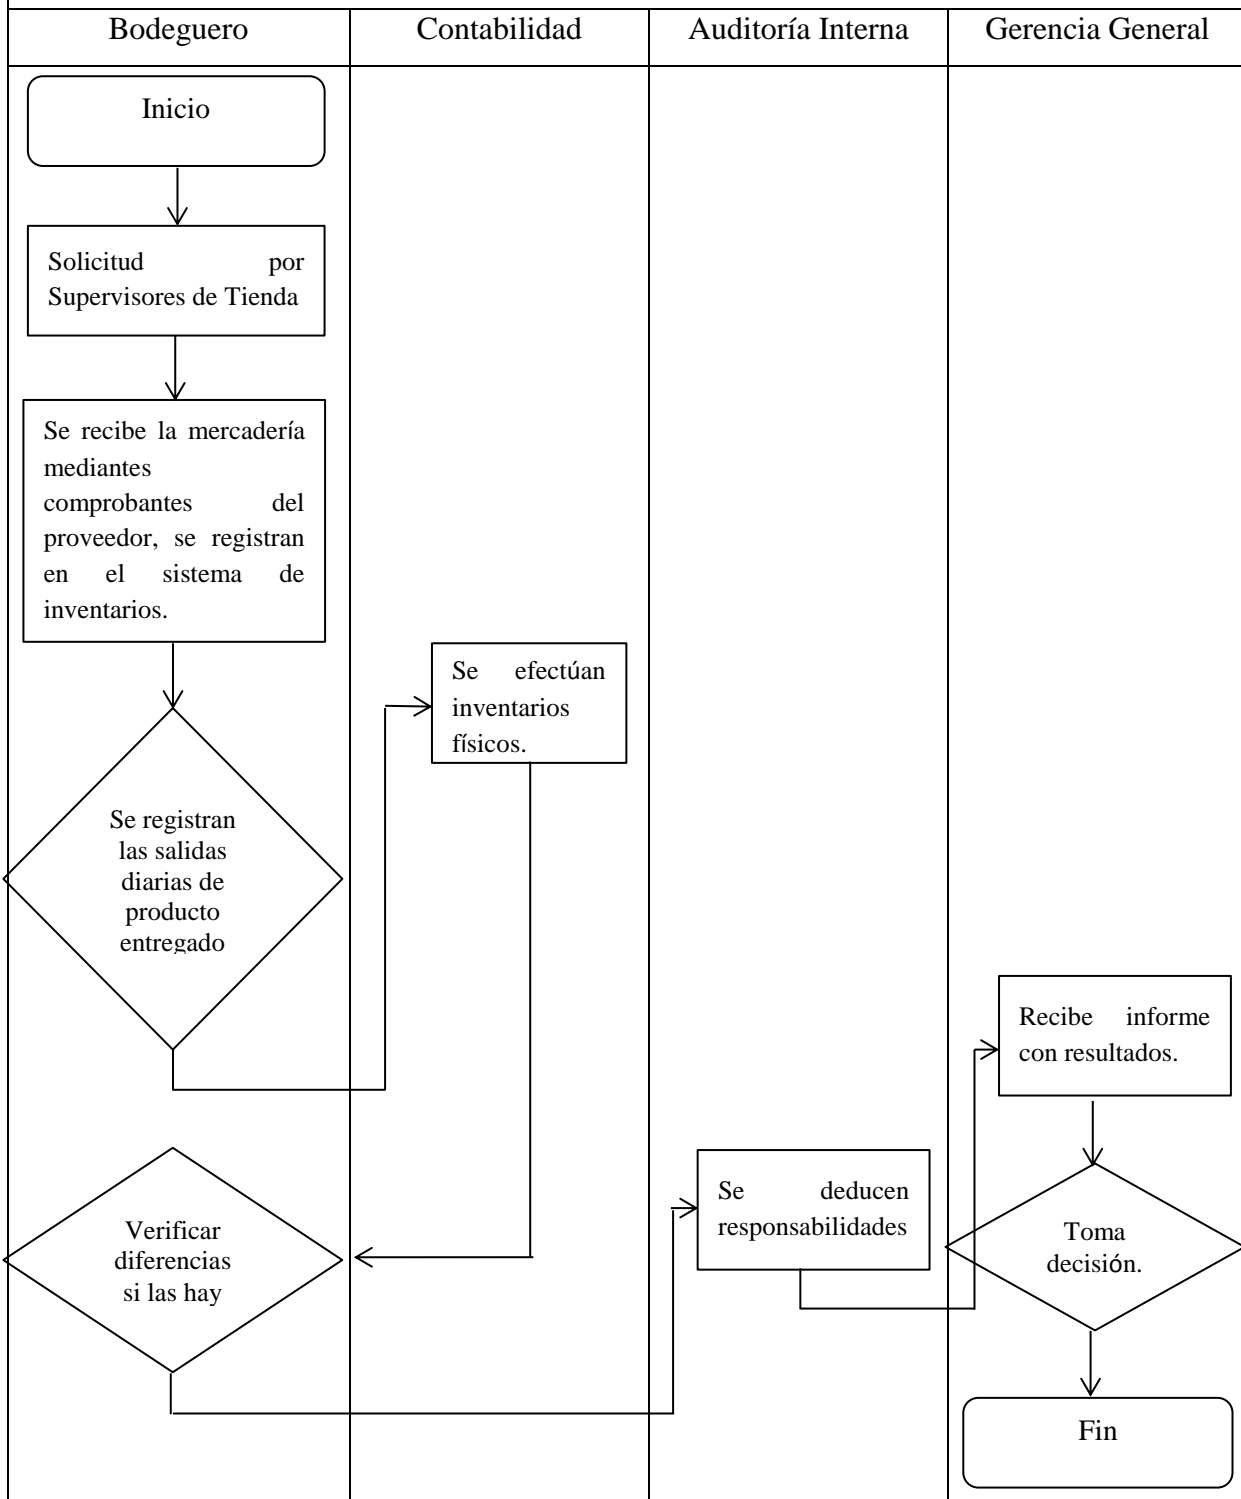 Bodeguero
Contabilidad
Auditoría Interna
Gerencia General
Inicio
Solicitud por
Supervisores de Tienda
Se recibe la mercadería
mediantes
comprobantes del
proveedor, se registran
en el sistema de
inventarios.
Se efectúan
inventarios
físicos.
Se registran
las salidas
diarias de
producto
entregado
Recibe informe
con resultados.
Verificar
diferencias
si las hay
Se deducen
responsabilidades
Toma
decisión.
Fin